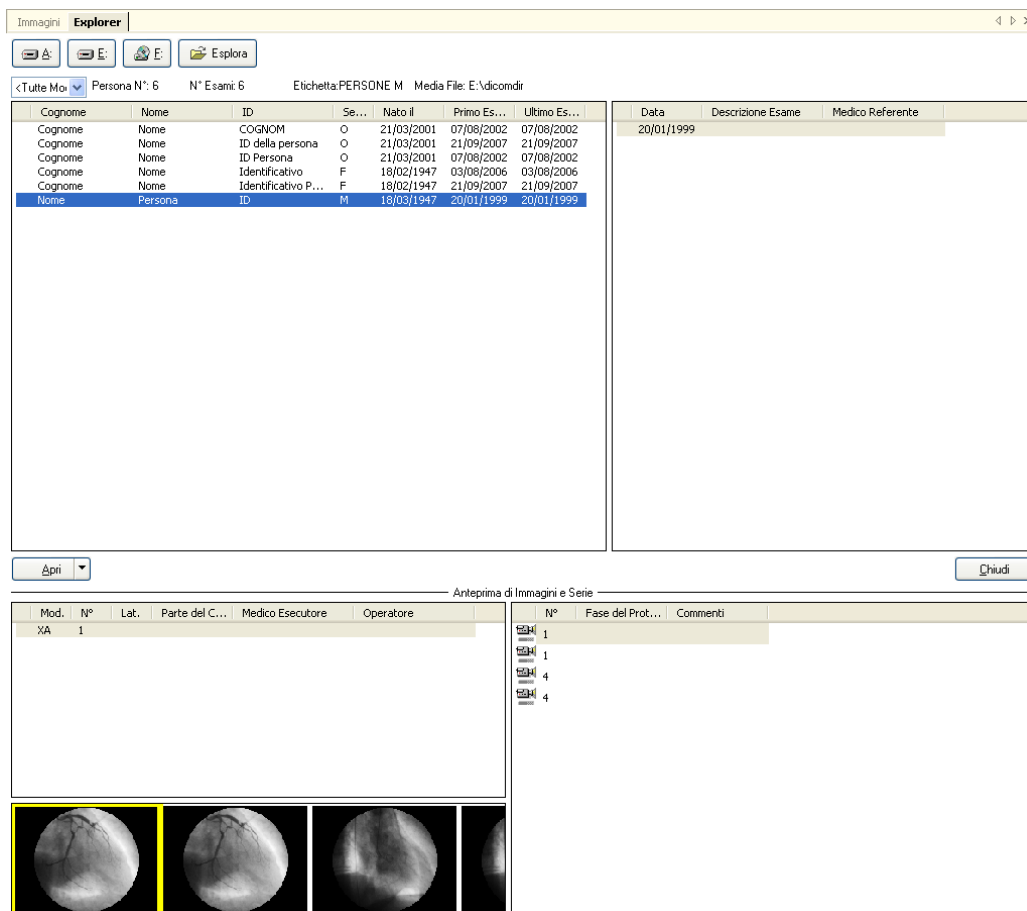 Immagini Explorer
A: E: F: Esplora
<Tutte Mo Persona N°: 6 N° Esami: 6 Etichetta:PERSONE M Media File: E:\dicomdir
Cognome Nome ID Se... Nato il Primo Es... Ultimo Es... Data Descrizione Esame Medico Referente
Cognome Nome COGNOM O 21/03/2001 07/08/2002 07/08/2002 20/01/1999
Cognome Nome ID della persona O 21/03/2001 21/09/2007 21/09/2007
Cognome Nome ID Persona O 21/03/2001 07/08/2002 07/08/2002
Cognome Nome Identificativo F 18/02/1947 03/08/2006 03/08/2006
Cognome Nome Identificativo P... F 18/02/1947 21/09/2007 21/09/2007
Nome Persona ID M 18/03/1947 20/01/1999 20/01/1999
Apri Chiudi
Anteprima di Immagini e Serie
Mod. N° Lat. Parte del C... Medico Esecutore Operatore N° Fase del Prot... Commenti
XA 1 1
1
4
4